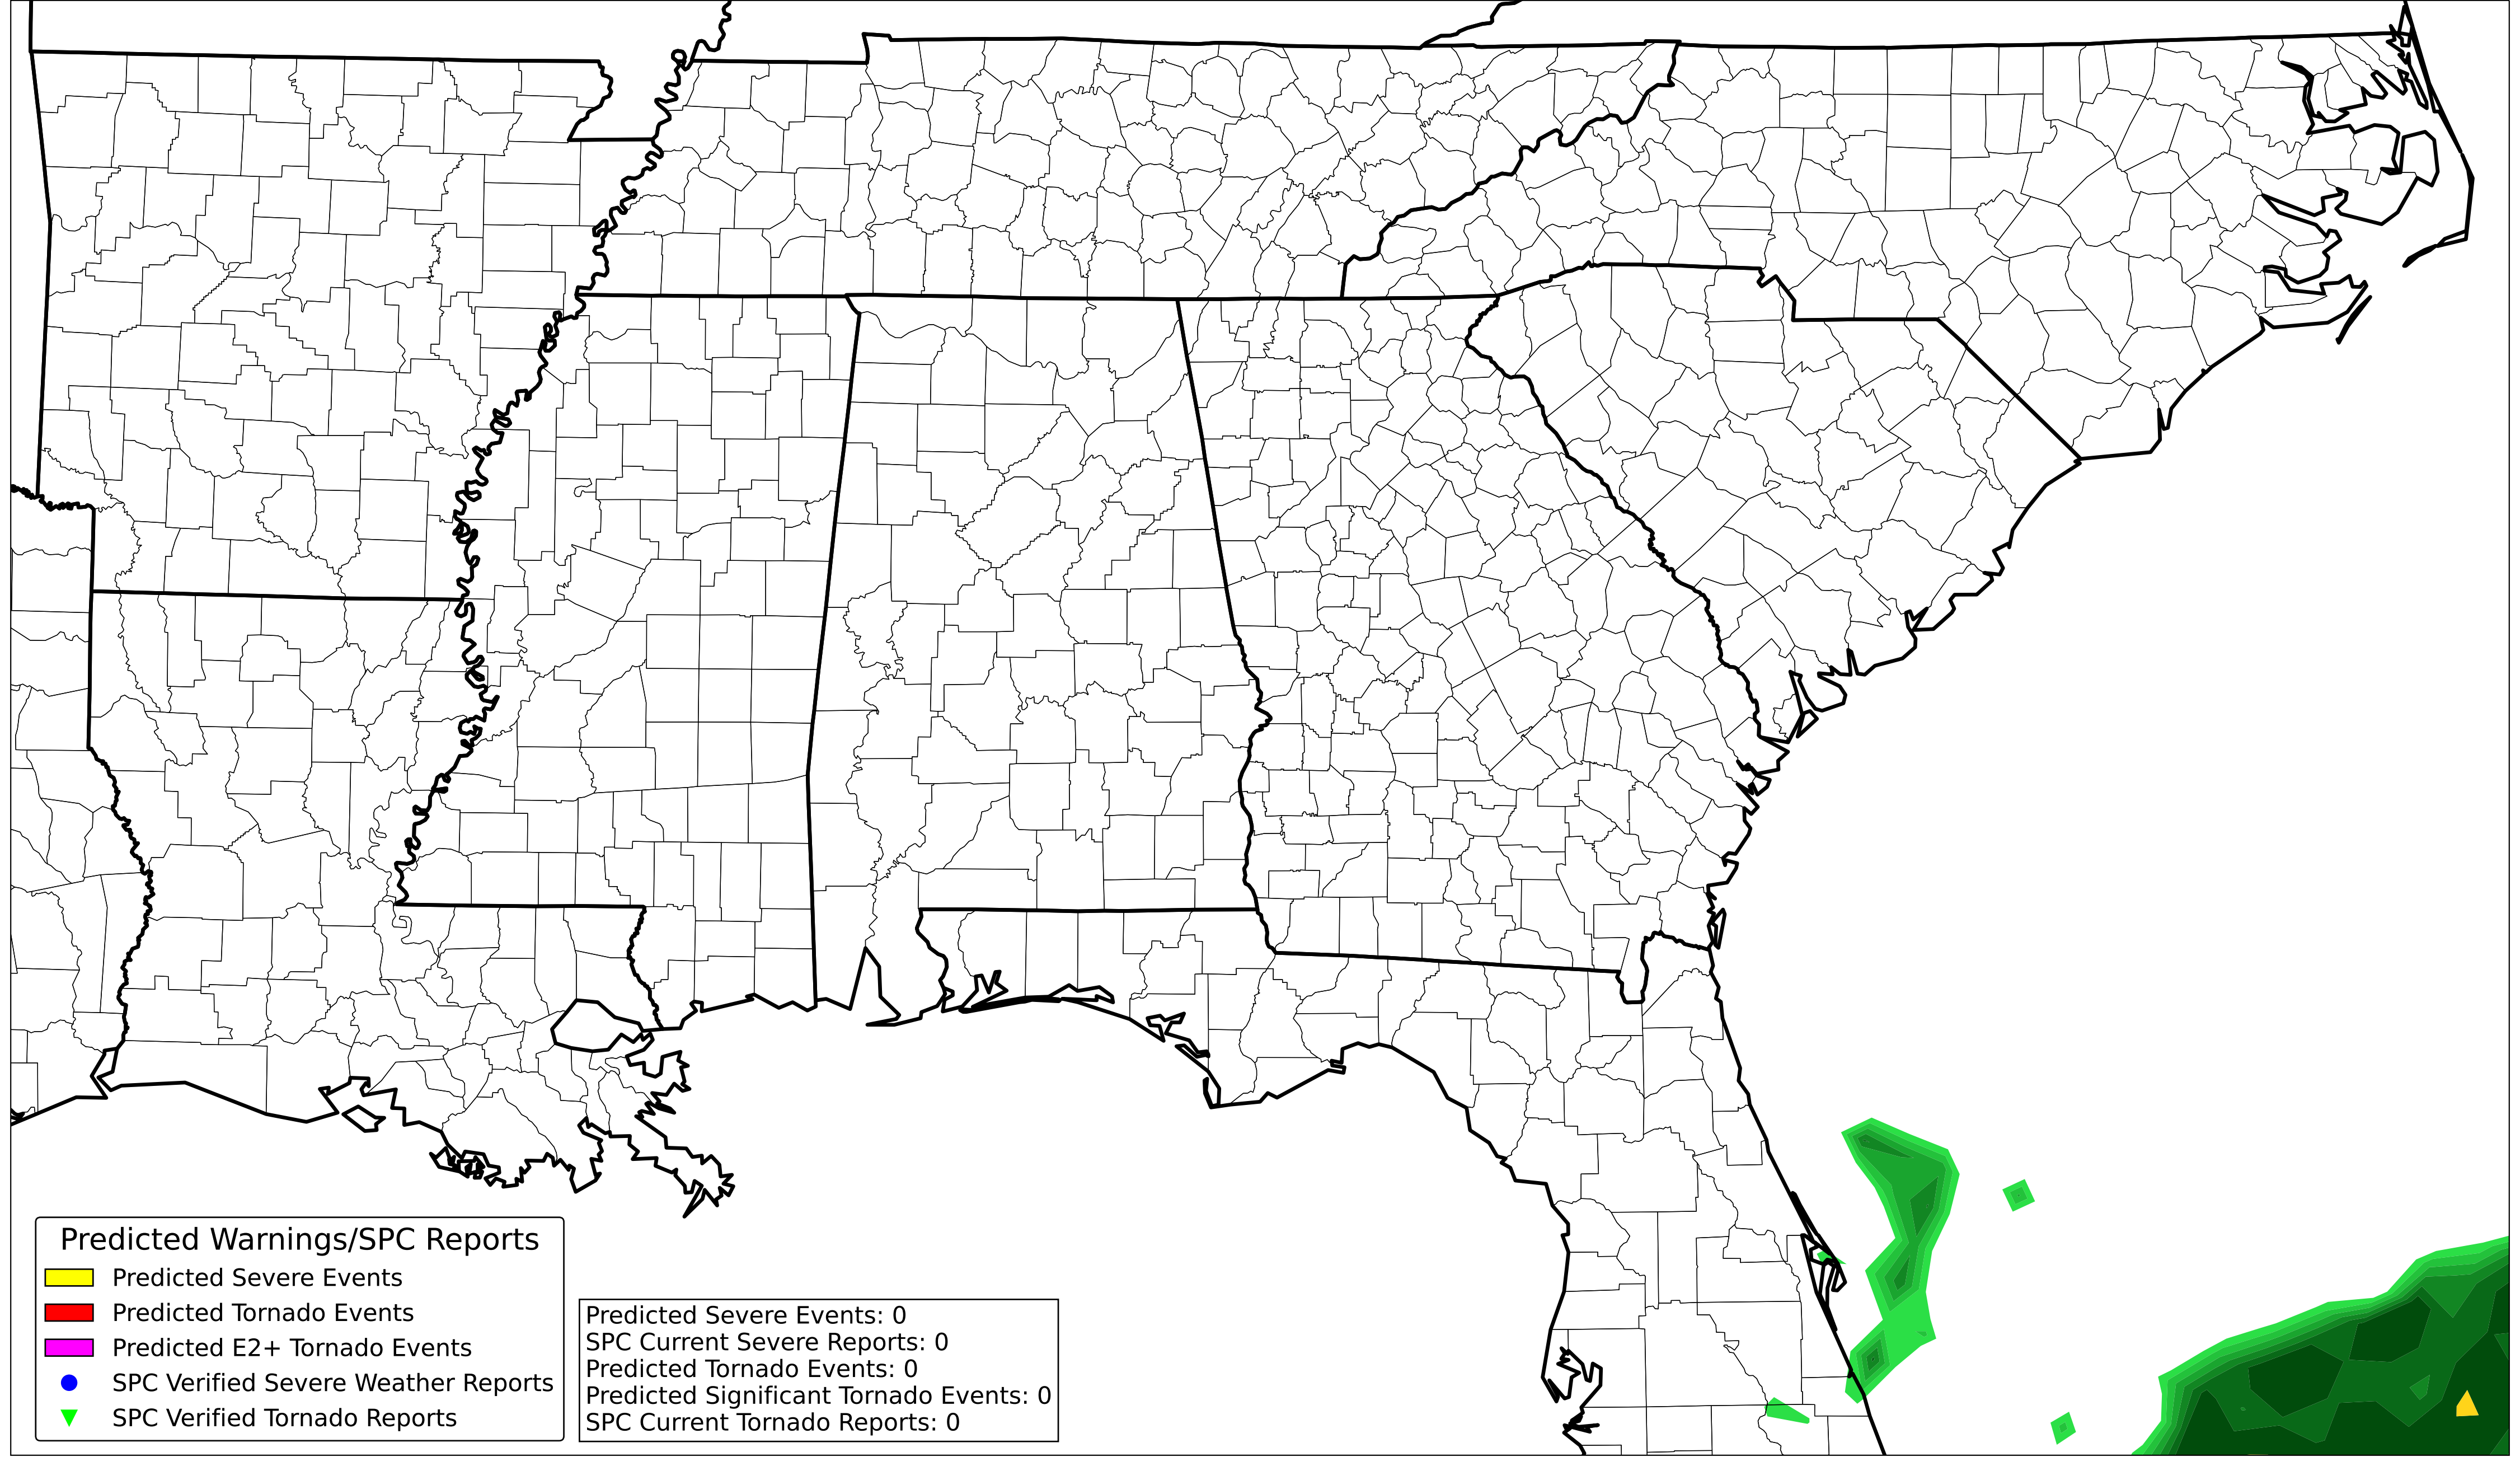 Predicted Warnings/SPC Reports
Predicted Severe Events
Predicted Tornado Events
Predicted E2+ Tornado Events
SPC Verified Severe Weather Reports
SPC Verified Tornado Reports
Predicted Severe Events: 0
SPC Current Severe Reports: 0
Predicted Tornado Events: 0
Predicted Significant Tornado Events: 0
SPC Current Tornado Reports: 0